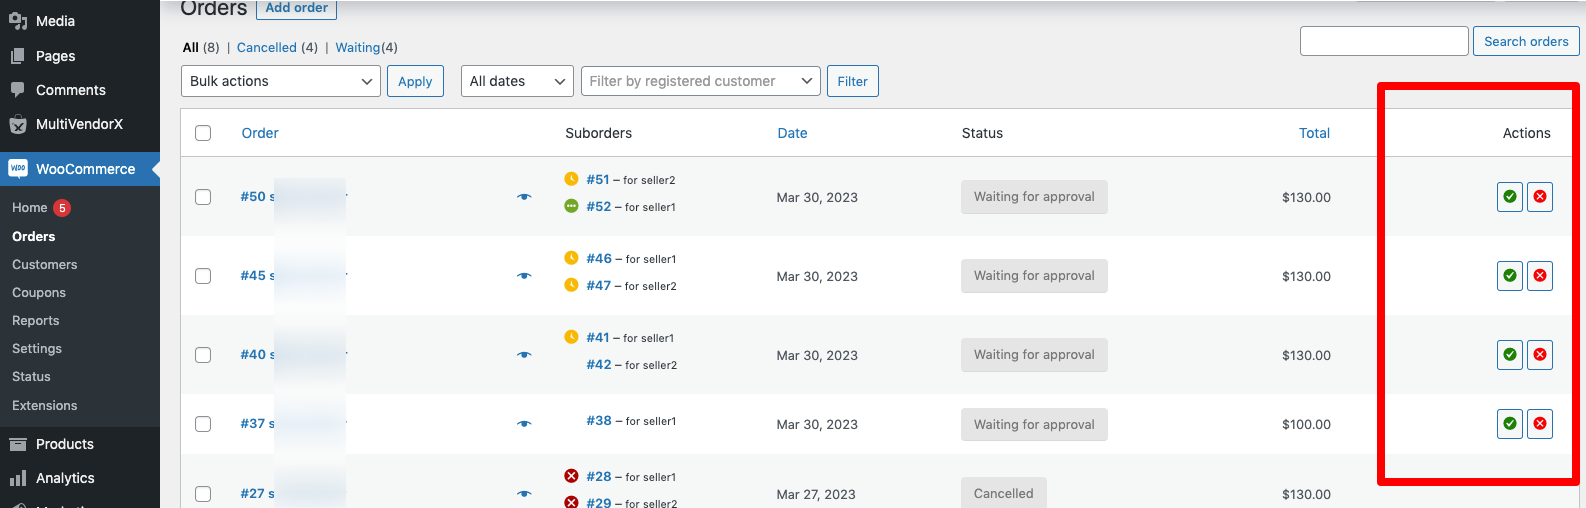 Media
Pages
Comments
MultiVendorX
WooCommerce
Home 5
Orders
Customers
Coupons
Reports
Settings
Status
Extensions
Products
Analytics
Orders Add order
All (8) | Cancelled (4) | Waiting(4)
Search orders
Bulk actions Apply All dates Filter by registered customer Filter
Order Suborders Date Status Total Actions
#50 s #51 – for seller2 Mar 30, 2023 Waiting for approval $130.00
#52 – for seller1
#45 s #46 – for seller1 Mar 30, 2023 Waiting for approval $130.00
#47 – for seller2
#40 s #41 – for seller1 Mar 30, 2023 Waiting for approval $130.00
#42 – for seller2
#37 s #38 – for seller1 Mar 30, 2023 Waiting for approval $100.00
#27 s #28 – for seller1 Mar 27, 2023 Cancelled $130.00
#29 – for seller2